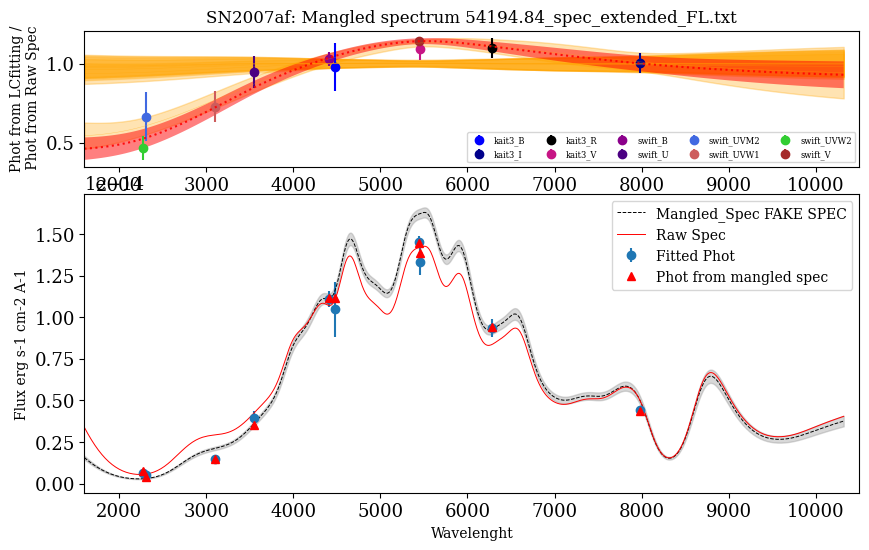 SN2007af: Mangled spectrum 54194.84_spec_extended_FL.txt
Phot from LCfitting /
Phot from Raw Spec
1.0
0.5
kait3_B kait3_R swift_B swift_UVM2 swift_UVW2
kait3_I kait3_V swift_U swift_UVW1 swift_V
2000 3000 4000 5000 6000 7000 8000 9000 10000
1e−14
Mangled_Spec FAKE SPEC
Raw Spec
Fitted Phot
Phot from mangled spec
Flux erg s-1 cm-2 A-1
1.50
1.25
1.00
0.75
0.50
0.25
0.00
2000 3000 4000 5000 6000 7000 8000 9000 10000
Wavelenght